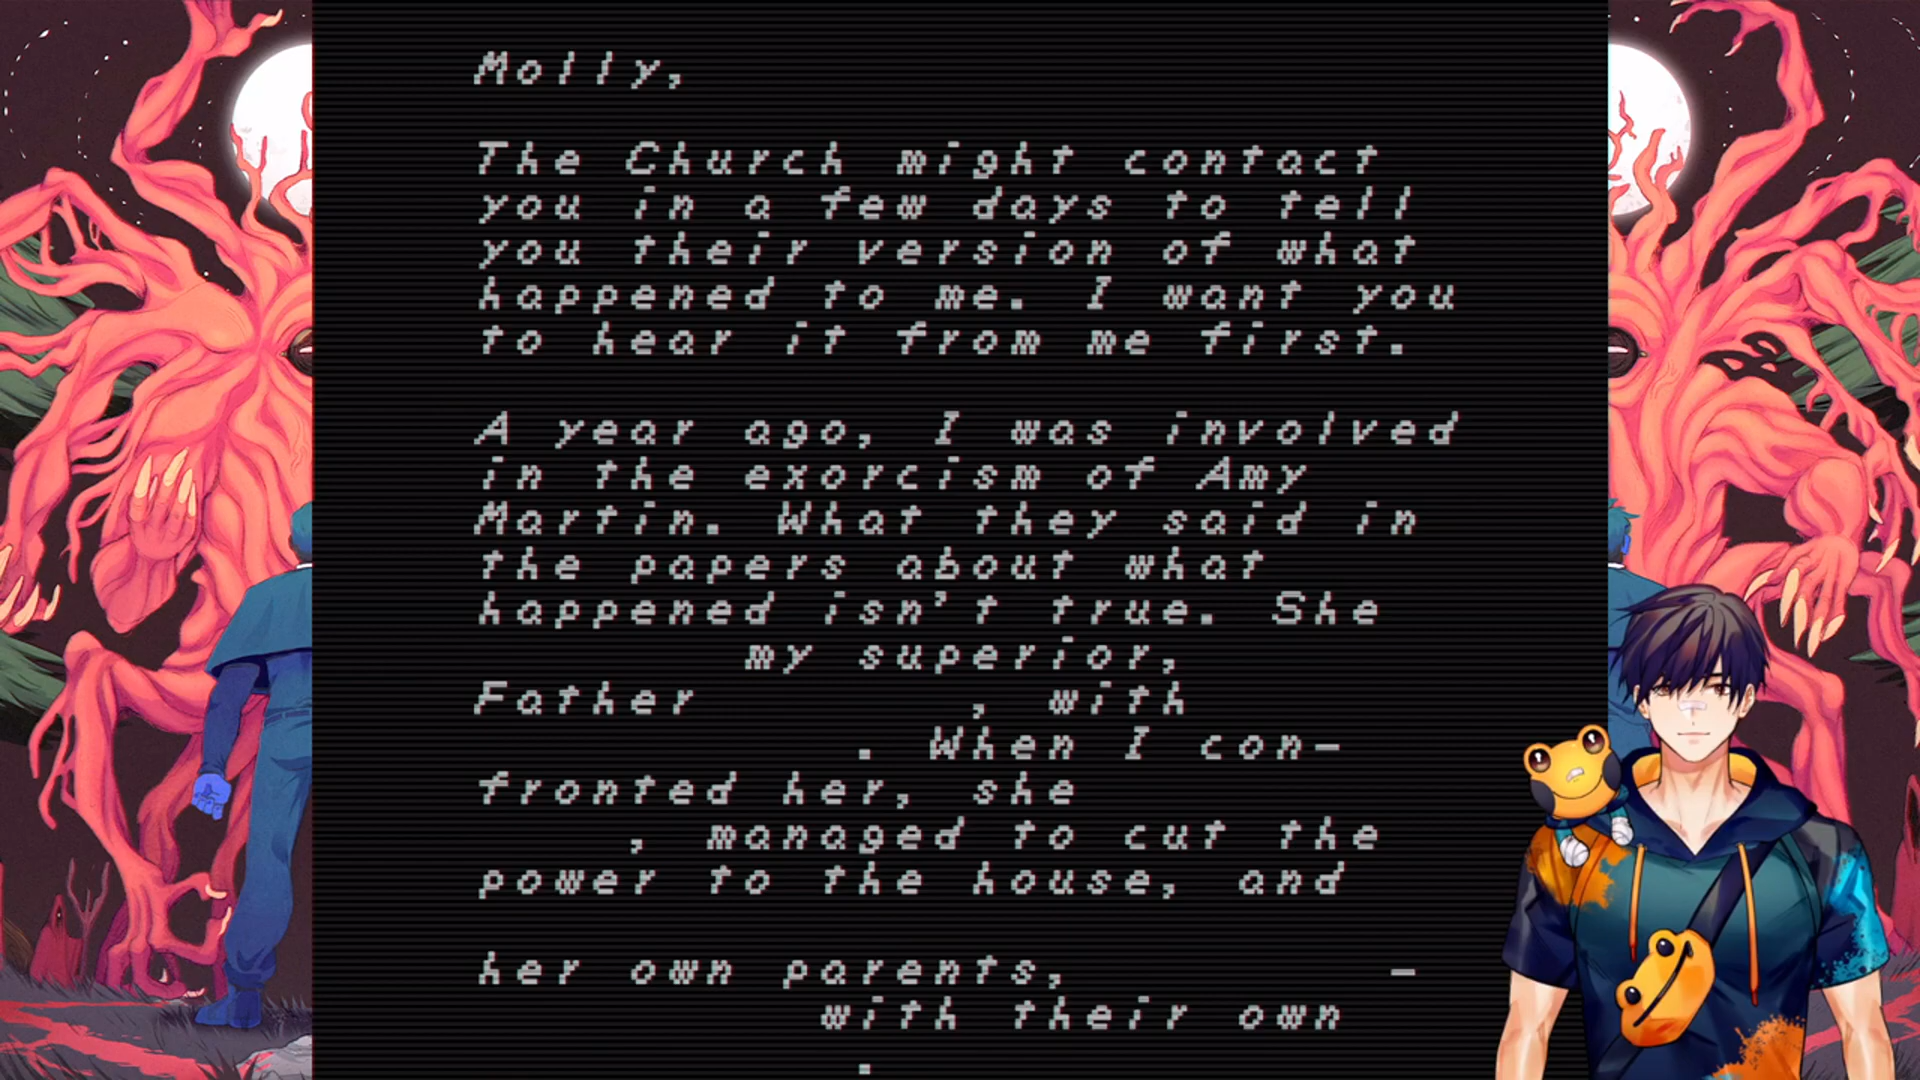 Molly,
The Church might contact
you in a few days to tell
you their version of what
happened to me. I want you
to hear it from me first.
A year ago, I was involved
in the exorcism of Amy
Martin. What they said in
the papers about what
happened isn't true. She
my superior,
Father , with
. When I con-
fronted her, she
, managed to cut the
power to the house, and
her own parents, -
with their own
.